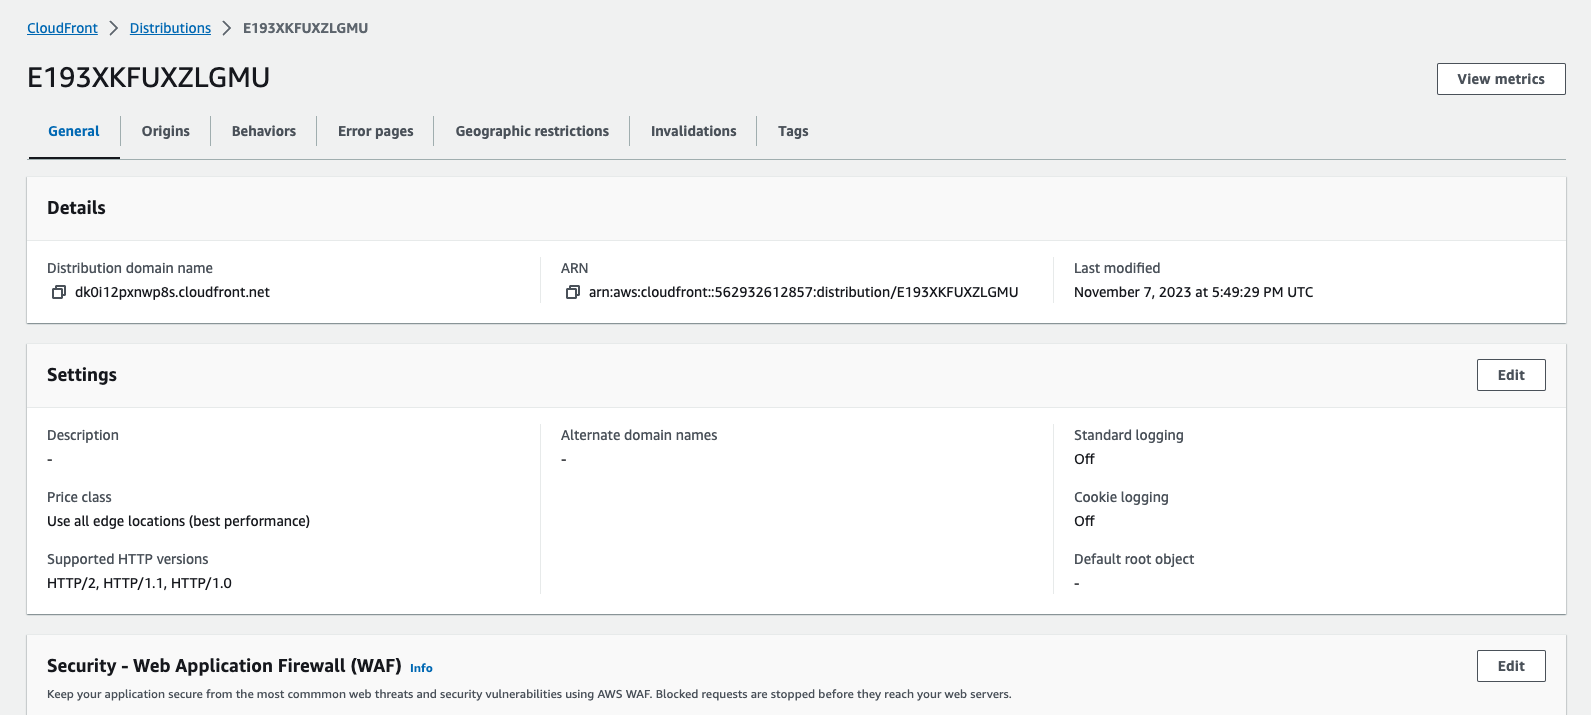 CloudFront > Distributions > E193XKFUXZLGMU
E193XKFUXZLGMU
View metrics
General Origins Behaviors Error pages Geographic restrictions Invalidations Tags
Details
Distribution domain name
dk0i12pxnwp8s.cloudfront.net
ARN
arn:aws:cloudfront::562932612857:distribution/E193XKFUXZLGMU
Last modified
November 7, 2023 at 5:49:29 PM UTC
Settings
Edit
Description
-
Price class
Use all edge locations (best performance)
Supported HTTP versions
HTTP/2, HTTP/1.1, HTTP/1.0
Alternate domain names
-
Standard logging
Off
Cookie logging
Off
Default root object
-
Security - Web Application Firewall (WAF) Info
Edit
Keep your application secure from the most commmon web threats and security vulnerabilities using AWS WAF. Blocked requests are stopped before they reach your web servers.